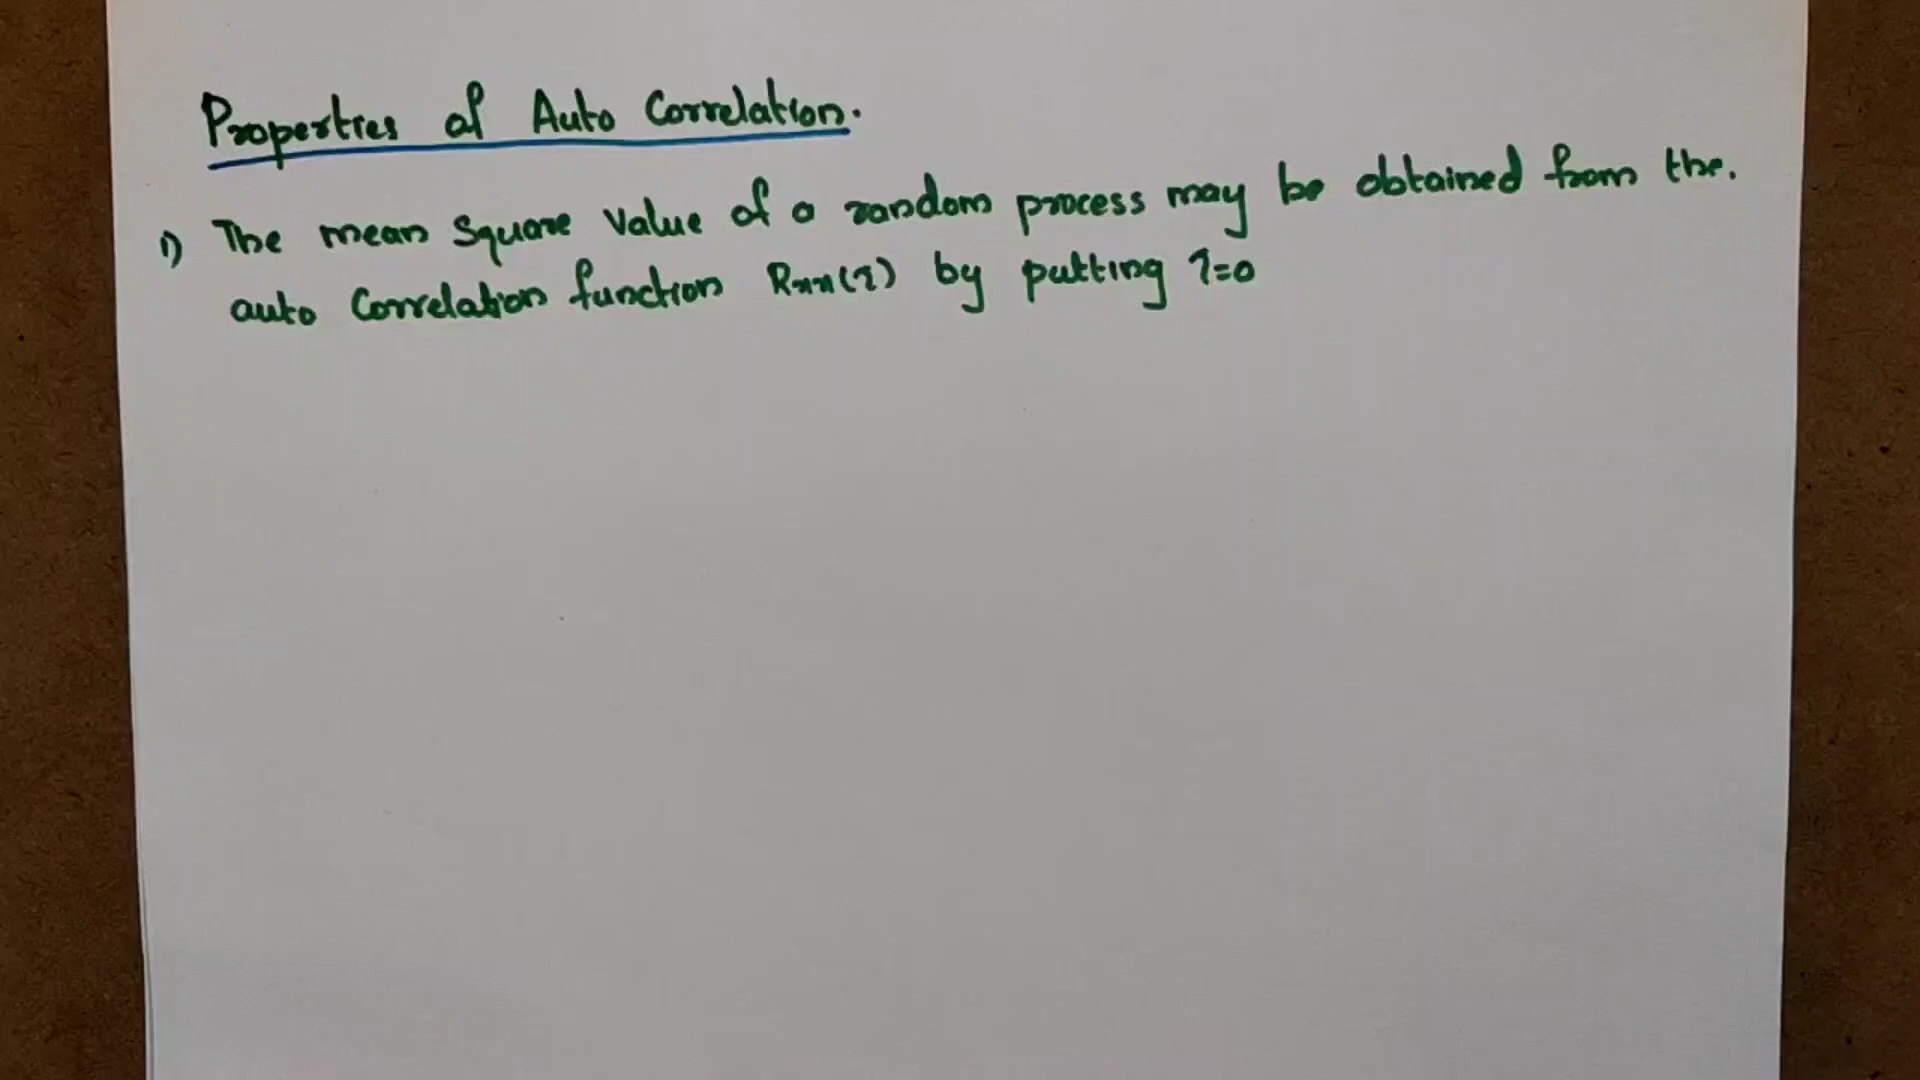 Properties of Auto Correlation.
1) The mean square value of a random process may be obtained from the.
auto Correlation function Rxx(τ) by putting τ=0